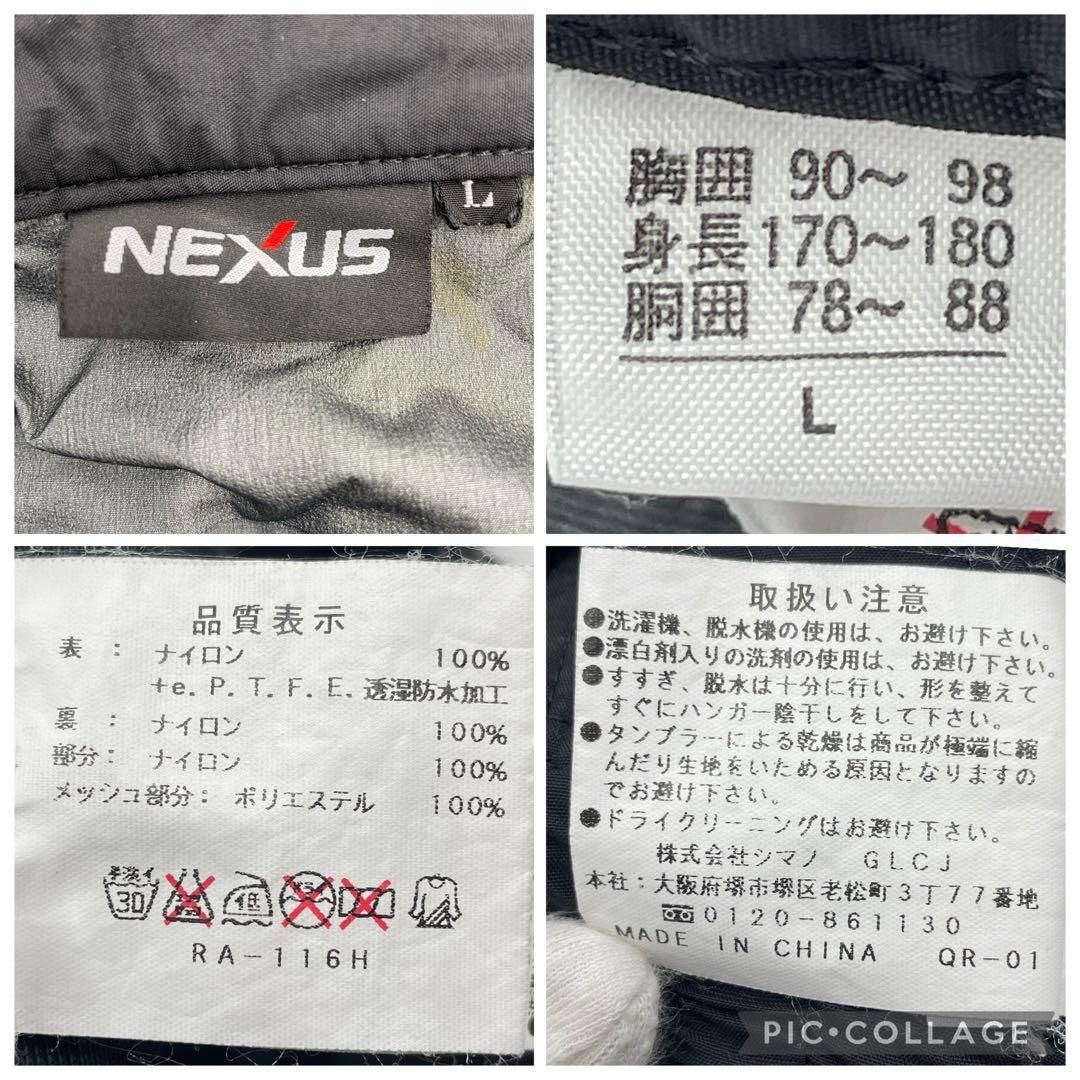 NEXUS
L
胸囲 90～ 98
身長170～180
胴囲 78～ 88
L
品質表示
表： ナイロン 100%
+e.P.T.F.E.透湿防水加工
裏： ナイロン 100%
部分： ナイロン 100%
メッシュ部分： ポリエステル 100%
手洗イ 30 低
RA-116H
取扱い注意
●洗濯機、脱水機の使用は、お避け下さい。
●漂白剤入りの洗剤の使用は、お避け下さい。
●すすぎ、脱水は十分に行い、形を整えて
すぐにハンガー陰干しをして下さい。
●タンブラーによる乾燥は商品が極端に縮
んだり生地をいためる原因となりますの
でお避け下さい。
●ドライクリーニングはお避け下さい。
株式会社シマノ GLCJ
本社：大阪府堺市堺区老松町3丁77番地
0120-861130
MADE IN CHINA QR-01
PIC•COLLAGE